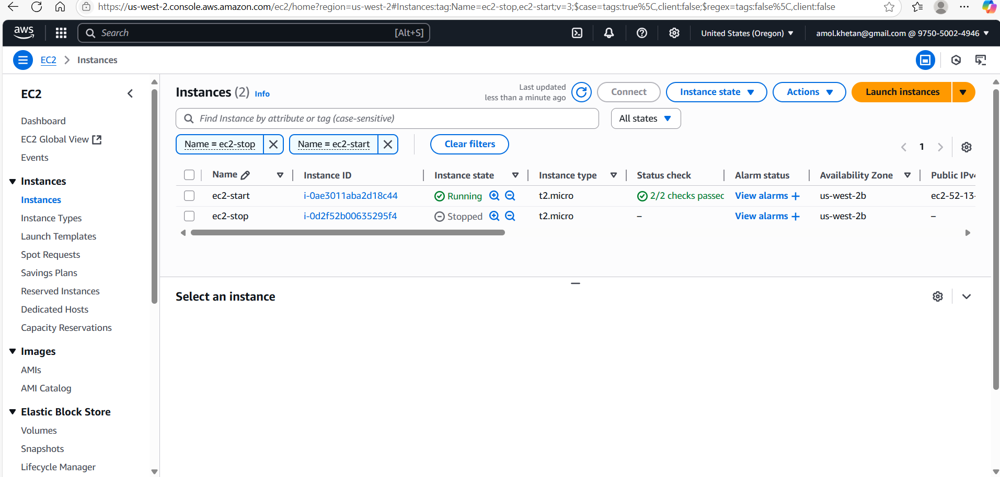 https://us-west-2.console.aws.amazon.com/ec2/home?region=us-west-2#Instances:tag:Name=ec2-stop,ec2-start;v=3;$case=tags:true%5C,client:false;$regex=tags:false%5C,client:false
aws
Search [Alt+S]
United States (Oregon)
amol.khetan@gmail.com @ 9750-5002-4946
EC2 Instances
EC2
Dashboard
EC2 Global View
Events
Instances
Instances
Instance Types
Launch Templates
Spot Requests
Savings Plans
Reserved Instances
Dedicated Hosts
Capacity Reservations
Images
AMIs
AMI Catalog
Elastic Block Store
Volumes
Snapshots
Lifecycle Manager
Instances (2) Info
Last updated
less than a minute ago
Connect
Instance state
Actions
Launch instances
Find Instance by attribute or tag (case-sensitive)
All states
Name = ec2-stop
Name = ec2-start
Clear filters
1
Name Instance ID Instance state Instance type Status check Alarm status Availability Zone Public IPv4
ec2-start i-0ae3011aba2d18c44 Running t2.micro 2/2 checks passed View alarms + us-west-2b ec2-52-13-
ec2-stop i-0d2f52b00635295f4 Stopped t2.micro – View alarms + us-west-2b –
Select an instance